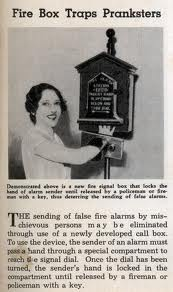 Fire Box Traps Pranksters
Demonstrated above is a new fire signal box that locks the
hand of alarm sender until released by a policeman or fire-
man with a key, thus deterring the sending of false alarms.
THE sending of false fire alarms by mis-
chievous persons may be eliminated
through use of a newly developed call box.
To use the device, the sender of an alarm must
pass a hand through a special compartment to
reach the signal dial. Once the dial has been
turned, the sender's hand is locked in the
compartment until released by a fireman or
policeman with a key.